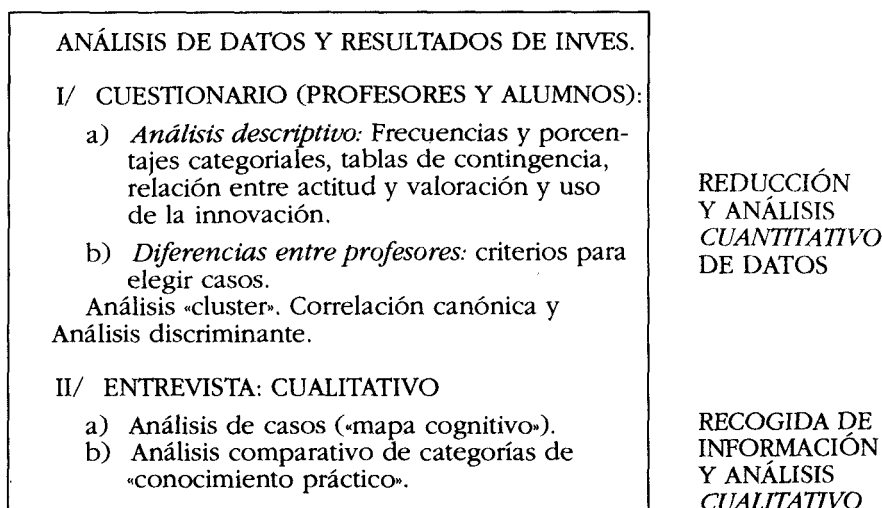 ANÁLISIS DE DATOS Y RESULTADOS DE INVES.
I/ CUESTIONARIO (PROFESORES Y ALUMNOS):
a) Análisis descriptivo: Frecuencias y porcen-
tajes categoriales, tablas de contingencia,
relación entre actitud y valoración y uso
de la innovación.
b) Diferencias entre profesores: criterios para
elegir casos.
Análisis «cluster». Correlación canónica y
Análisis discriminante.
II/ ENTREVISTA: CUALITATIVO
a) Análisis de casos («mapa cognitivo»).
b) Análisis comparativo de categorías de
«conocimiento práctico».
REDUCCIÓN
Y ANÁLISIS
CUANTITATIVO
DE DATOS
RECOGIDA DE
INFORMACIÓN
Y ANÁLISIS
CUALITATIVO